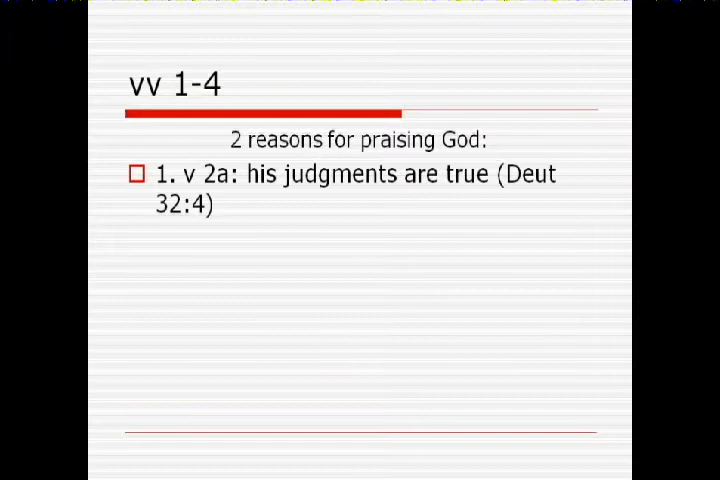 vv 1-4
2 reasons for praising God:
1. v 2a: his judgments are true (Deut
32:4)